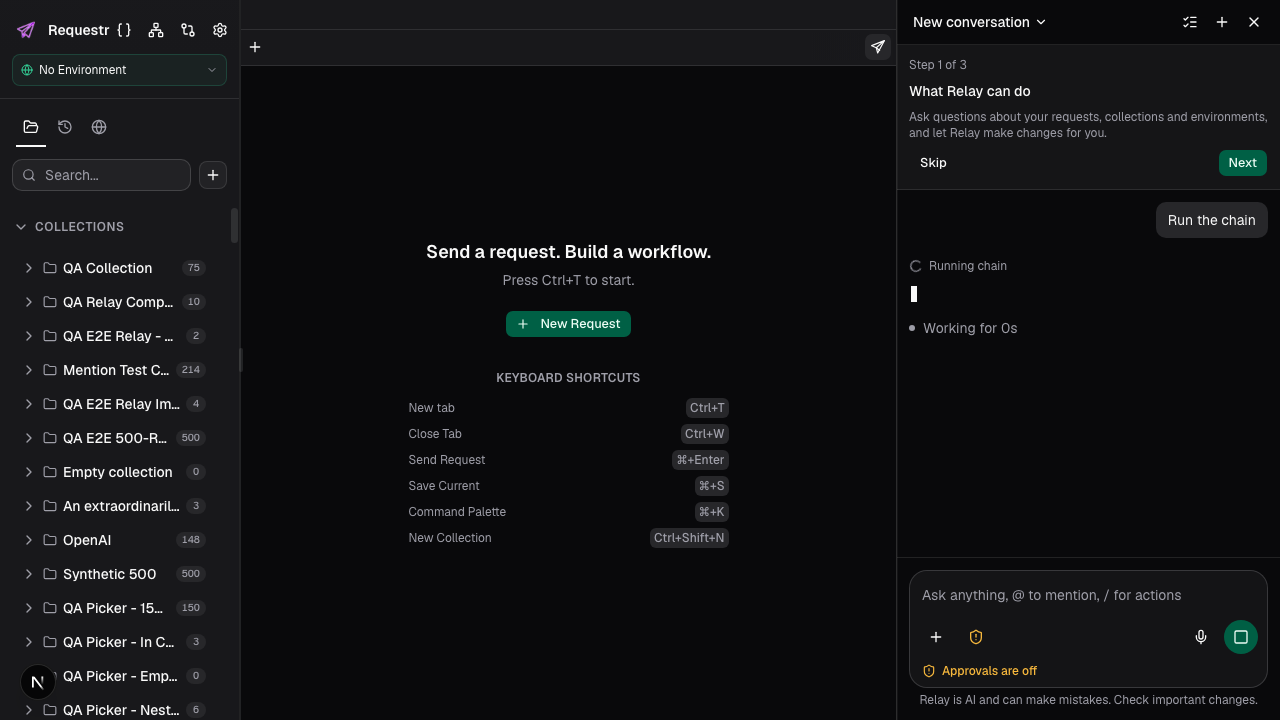 Requestr
No Environment
Search...
COLLECTIONS
QA Collection 75
QA Relay Comp... 10
QA E2E Relay - ... 2
Mention Test C... 214
QA E2E Relay Im... 4
QA E2E 500-R... 500
Empty collection 0
An extraordinaril... 3
OpenAI 148
Synthetic 500 500
QA Picker - 15... 150
QA Picker - In C... 3
QA Picker - Emp... 0
QA Picker - Nest... 6
N
Send a request. Build a workflow.
Press Ctrl+T to start.
New Request
KEYBOARD SHORTCUTS
New tab Ctrl+T
Close Tab Ctrl+W
Send Request ⌘+Enter
Save Current ⌘+S
Command Palette ⌘+K
New Collection Ctrl+Shift+N
New conversation
Step 1 of 3
What Relay can do
Ask questions about your requests, collections and environments,
and let Relay make changes for you.
Skip Next
Run the chain
Running chain
Working for 0s
Ask anything, @ to mention, / for actions
Approvals are off
Relay is AI and can make mistakes. Check important changes.